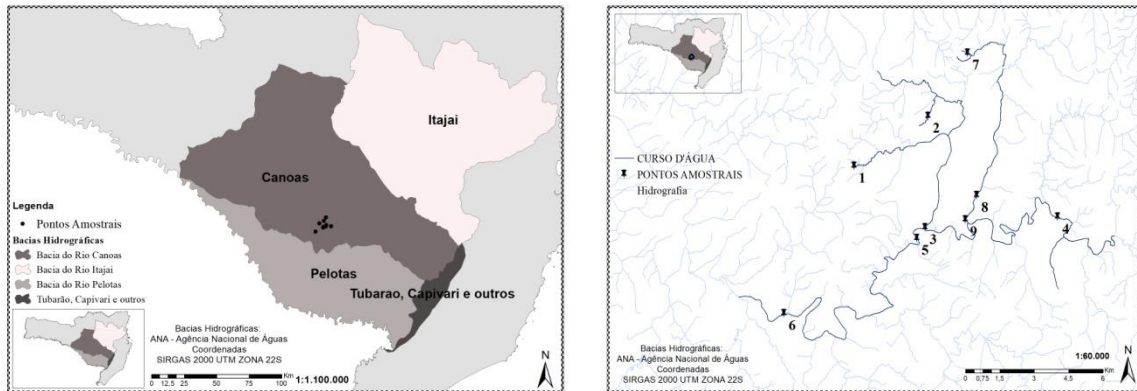 Itajai
Canoas
Pelotas
Tubarao, Capivari e outros
Legenda
Pontos Amostrais
Bacias Hidrográficas
Bacia do Rio Canoas
Bacia do Rio Itajai
Bacia do Rio Pelotas
Tubarão, Capivari e outros
Bacias Hidrográficas:
ANA - Agência Nacional de Águas
Coordenadas
SIRGAS 2000 UTM ZONA 22S
1:1.100.000
Km
0 12,5 25 50 75 100
N
7
2
1
8
9
4
3
5
6
CURSO D'ÁGUA
PONTOS AMOSTRAIS
Hidrografia
Bacias Hidrográficas:
ANA - Agência Nacional de Águas
Coordenadas
SIRGAS 2000 UTM ZONA 22S
1:60.000
Km
0 0,75 1,5 3 4,5 6
N